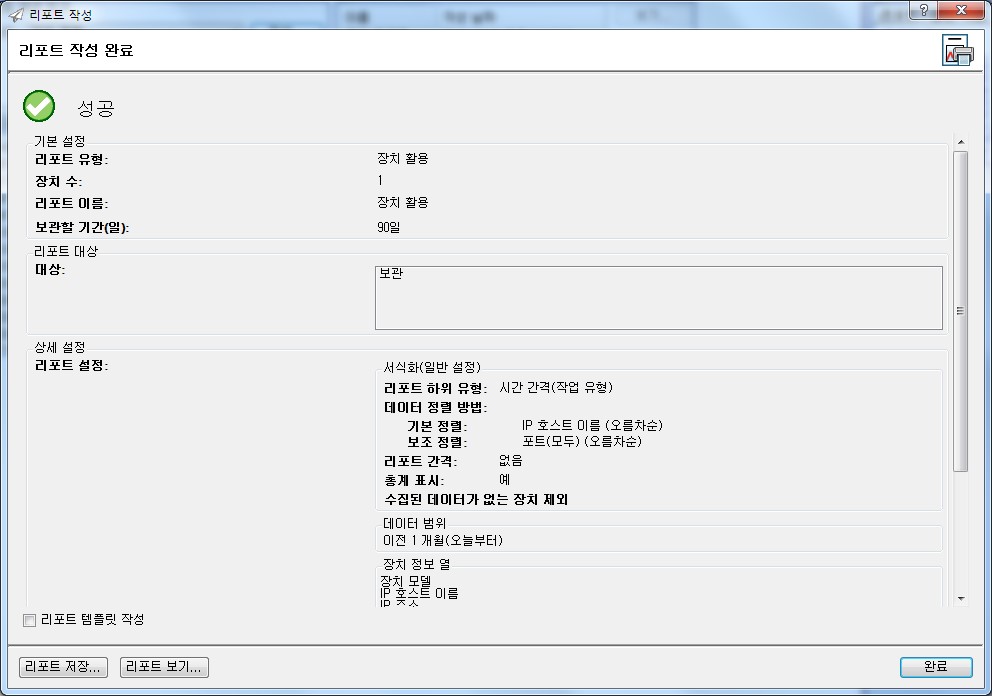 리포트 작성
리포트 작성 완료
성공
기본 설정
리포트 유형: 장치 활용
장치 수: 1
리포트 이름: 장치 활용
보관할 기간(일): 90일
리포트 대상
대상: 보관
상세 설정
리포트 설정:
서식화(일반 설정)
리포트 하위 유형: 시간 간격(작업 유형)
데이터 정렬 방법:
기본 정렬: IP 호스트 이름 (오름차순)
보조 정렬: 포트(모두) (오름차순)
리포트 간격: 없음
총계 표시: 예
수집된 데이터가 없는 장치 제외
데이터 범위
이전 1 개월(오늘부터)
장치 정보 열
장치 모델
IP 호스트 이름
IP 주소
리포트 템플릿 작성
리포트 저장... 리포트 보기... 완료